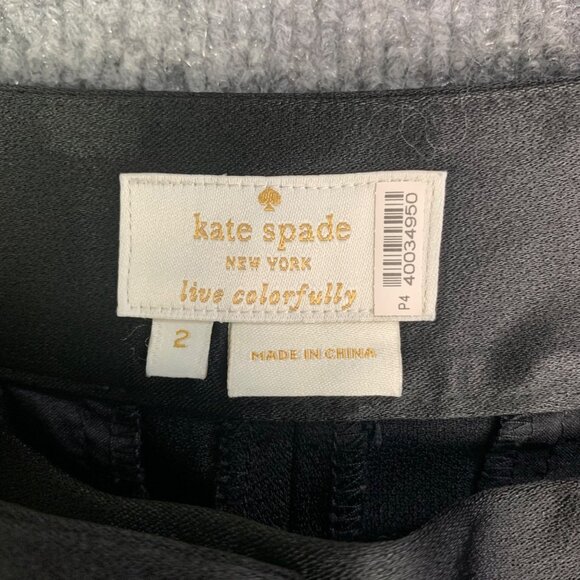 kate spade
NEW YORK
live colorfully
P4 40034950
2
MADE IN CHINA